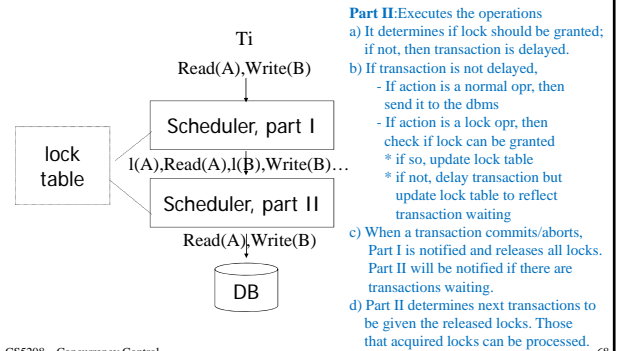 Ti
Read(A),Write(B)
Scheduler, part I
lock
table
l(A),Read(A),l(B),Write(B)…
Scheduler, part II
Read(A),Write(B)
DB
Part II:Executes the operations
a) It determines if lock should be granted;
if not, then transaction is delayed.
b) If transaction is not delayed,
- If action is a normal opr, then
send it to the dbms
- If action is a lock opr, then
check if lock can be granted
* if so, update lock table
* if not, delay transaction but
update lock table to reflect
transaction waiting
c) When a transaction commits/aborts,
Part I is notified and releases all locks.
Part II will be notified if there are
transactions waiting.
d) Part II determines next transactions to
be given the released locks. Those
that acquired locks can be processed.